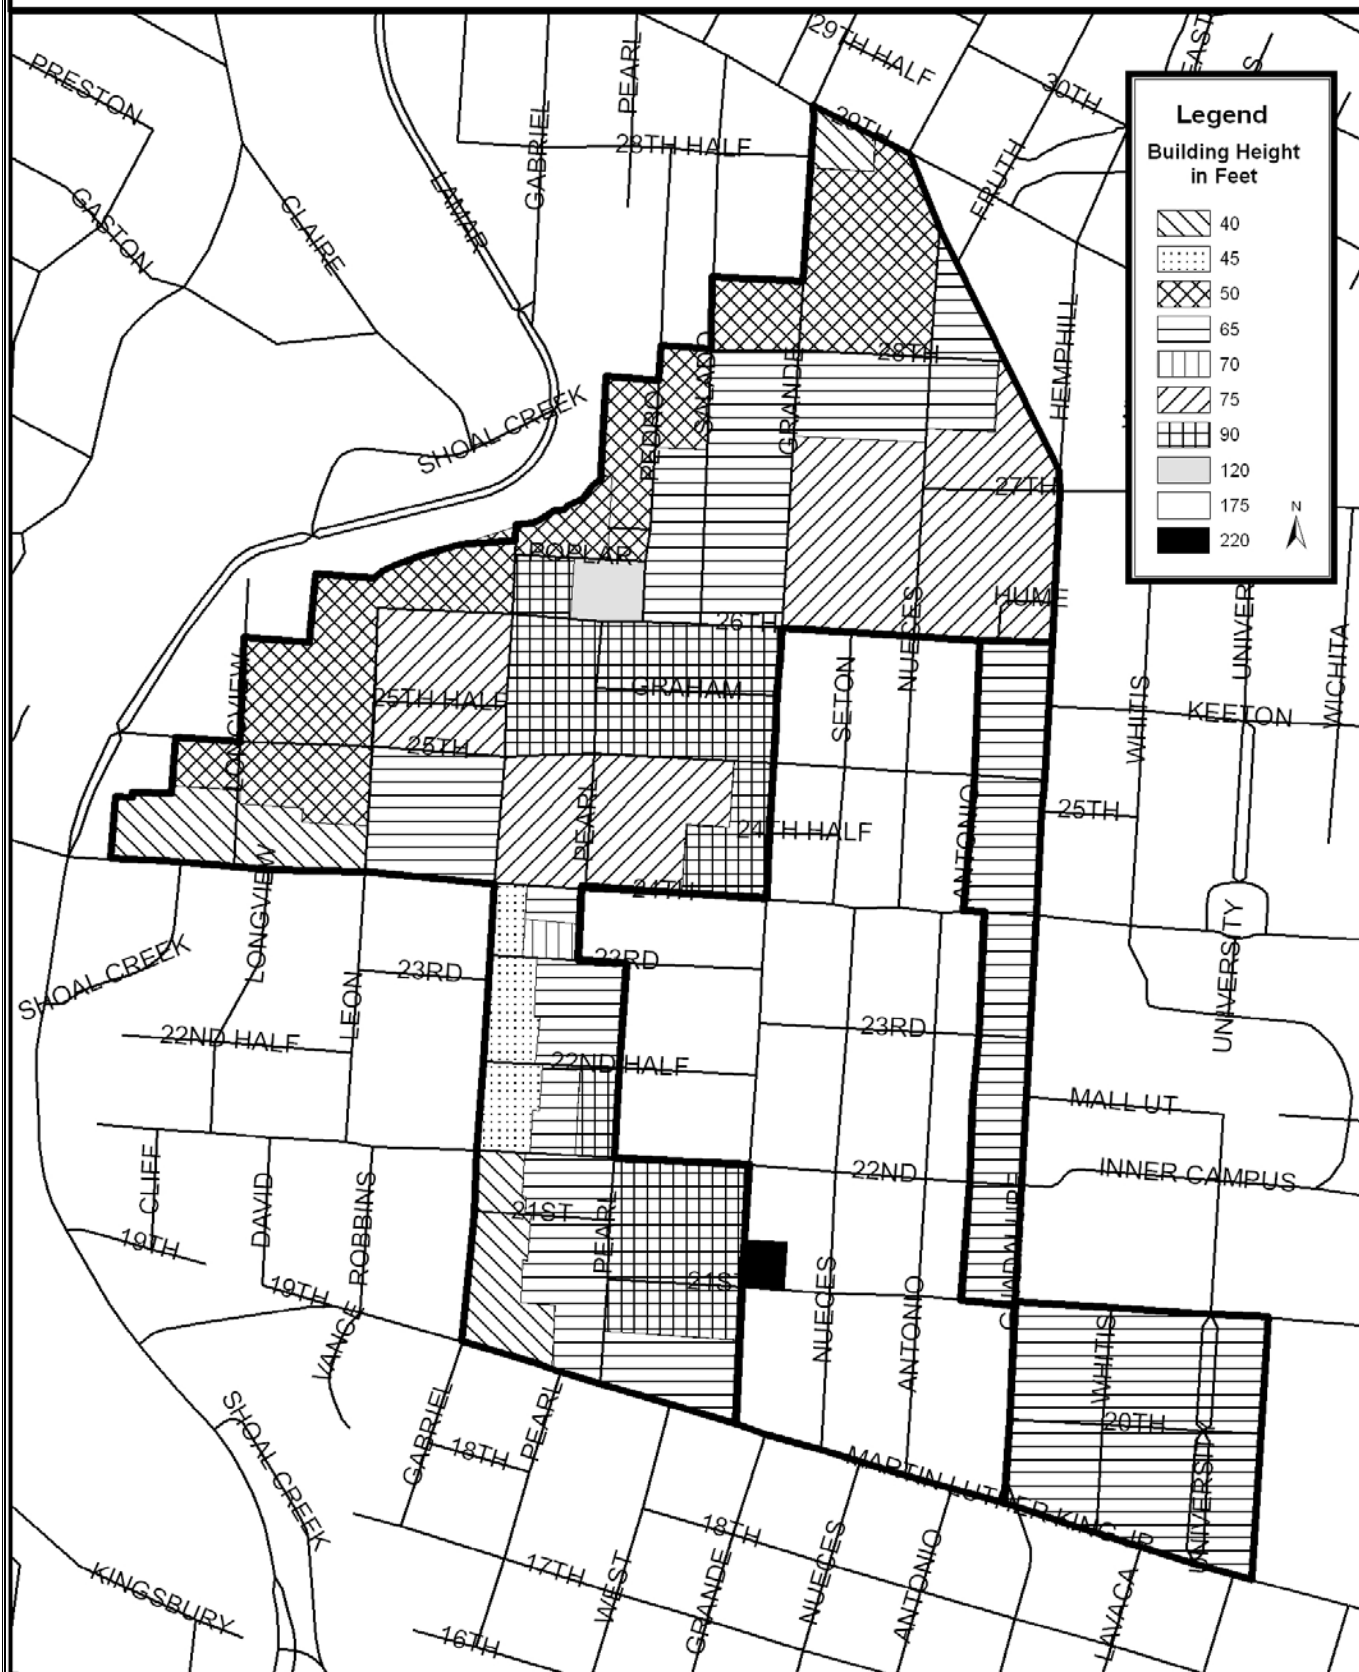 29TH HALF
EAST
PEARL
PRESTON
30TH
Legend
Building Height
in Feet
40
45
50
65
70
75
90
120
175
220
N
29TH
GABRIEL
28TH HALF
FRUTH
LAMAR
GASTON
CLAIRE
HEMPHILL
28TH
SALADO
GRANDE
PEDRO
SHOAL CREEK
27TH
POPLAR
NUECES
26TH
UNIVER
WICHITA
LONGVIEW
GRAHAM
SETON
25TH HALF
WHITIS
KEETON
25TH
PEARL
24TH HALF
ANTONIO
25TH
24TH
LONGVIEW
UNIVERSITY
SHOAL CREEK
23RD
23RD
LEON
22ND HALF
23RD
22ND HALF
MALL UT
CLIFF
DAVID
ROBBINS
22ND
INNER CAMPUS
21ST
PEARL
GUADALUPE
19TH
19TH
VANCE
21S
NUECES
ANTONIO
WHITIS
SHOAL CREEK
GABRIEL
PEARL
18TH
20TH
UNIVERSITY
MARTIN LUTHER KING JR
18TH
17TH
KINGSBURY
WEST
GRANDE
NUECES
ANTONIO
LAVACA
16TH